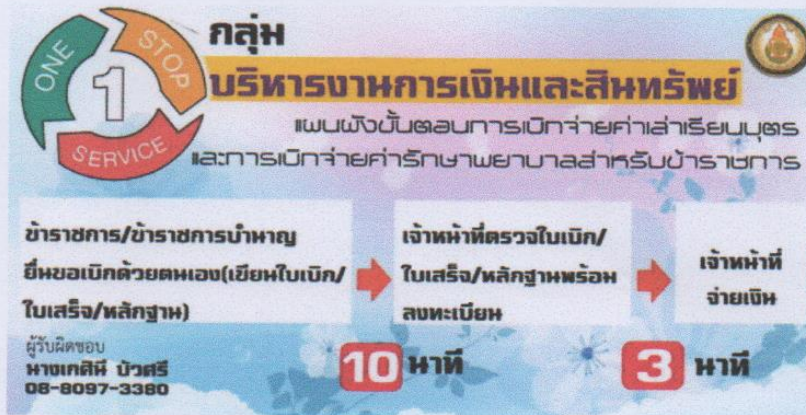 ONE
STOP
1
SERVICE
กลุ่ม
บริหารงานการเงินและสินทรัพย์
แผนผังขั้นตอนการเบิกจ่ายค่าเล่าเรียนบุตร
และการเบิกจ่ายค่ารักษาพยาบาลสำหรับข้าราชการ
ข้าราชการ/ข้าราชการบำนาญ
ยื่นขอเบิกด้วยตนเอง(เขียนใบเบิก/
ใบเสร็จ/หลักฐาน)
เจ้าหน้าที่ตรวจใบเบิก/
ใบเสร็จ/หลักฐานพร้อม
ลงทะเบียน
เจ้าหน้าที่
จ่ายเงิน
ผู้รับผิดชอบ
นางเกศินี บัวศรี
08-8097-3380
10 นาที
3 นาที